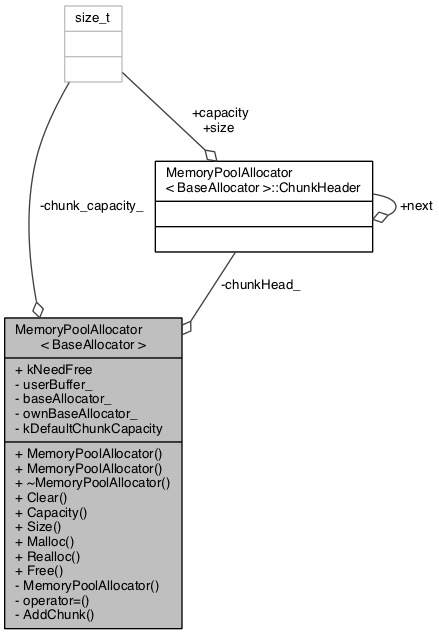 size_t
+capacity
+size
MemoryPoolAllocator
< BaseAllocator >::ChunkHeader
-chunk_capacity_
+next
-chunkHead_
MemoryPoolAllocator
< BaseAllocator >
+ kNeedFree
- userBuffer_
- baseAllocator_
- ownBaseAllocator_
- kDefaultChunkCapacity
+ MemoryPoolAllocator()
+ MemoryPoolAllocator()
+ ~MemoryPoolAllocator()
+ Clear()
+ Capacity()
+ Size()
+ Malloc()
+ Realloc()
+ Free()
- MemoryPoolAllocator()
- operator=()
- AddChunk()